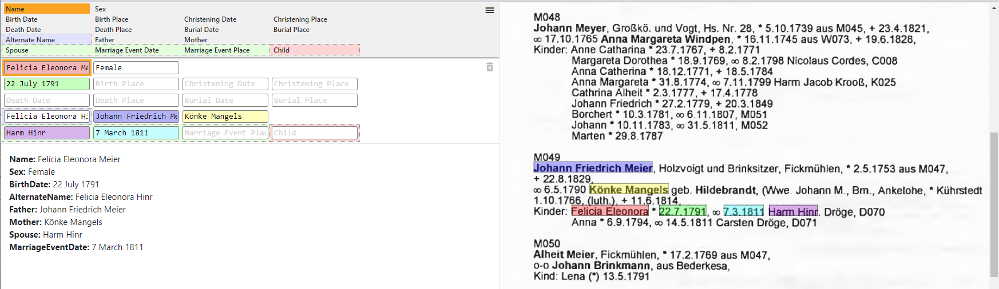 Name Sex
Birth Date Birth Place Christening Date Christening Place
Death Date Death Place Burial Date Burial Place
Alternate Name Father Mother
Spouse Marriage Event Date Marriage Event Place Child
Felicia Eleonora Me Female
22 July 1791 Birth Place Christening Date Christening Place
Death Date Death Place Burial Date Burial Place
Felicia Eleonora Hi Johann Friedrich Me Könke Mangels
Harm Hinr 7 March 1811 Marriage Event Plac Child
Name: Felicia Eleonora Meier
Sex: Female
BirthDate: 22 July 1791
AlternateName: Felicia Eleonora Hinr
Father: Johann Friedrich Meier
Mother: Könke Mangels
Spouse: Harm Hinr
MarriageEventDate: 7 March 1811
M048
Johann Meyer, Großkö. und Vogt, Hs. Nr. 28, * 5.10.1739 aus M045, + 23.4.1821,
∞ 17.10.1765 Anna Margareta Windpen, * 16.11.1745 aus W073, + 19.6.1828,
Kinder: Anne Catharina * 23.7.1767, + 8.2.1771
Margareta Dorothea * 18.9.1769, ∞ 8.2.1798 Nicolaus Cordes, C008
Anna Catherina * 18.12.1771, + 18.5.1784
Anna Margareta * 31.8.1774, ∞ 7.11.1799 Harm Jacob Krooß, K025
Cathrina Alheit * 2.3.1777, + 17.4.1778
Johann Friedrich * 27.2.1779, + 20.3.1849
Borchert * 10.3.1781, ∞ 6.11.1807, M051
Johann * 10.11.1783, ∞ 31.5.1811, M052
Marten * 29.8.1787
M049
Johann Friedrich Meier, Holzvoigt und Brinksitzer, Fickmühlen, * 2.5.1753 aus M047,
+ 22.8.1829,
∞ 6.5.1790 Könke Mangels geb. Hildebrandt, (Wwe. Johann M., Bm., Ankelohe, * Kührstedt
1.10.1766, (luth.), + 11.6.1814,
Kinder: Felicia Eleonora * 22.7.1791, ∞ 7.3.1811 Harm Hinr. Dröge, D070
Anna * 6.9.1794, ∞ 14.5.1811 Carsten Dröge, D071
M050
Alheit Meier, Fickmühlen, * 17.2.1769 aus M047,
o-o Johann Brinkmann, aus Bederkesa,
Kind: Lena (*) 13.5.1791